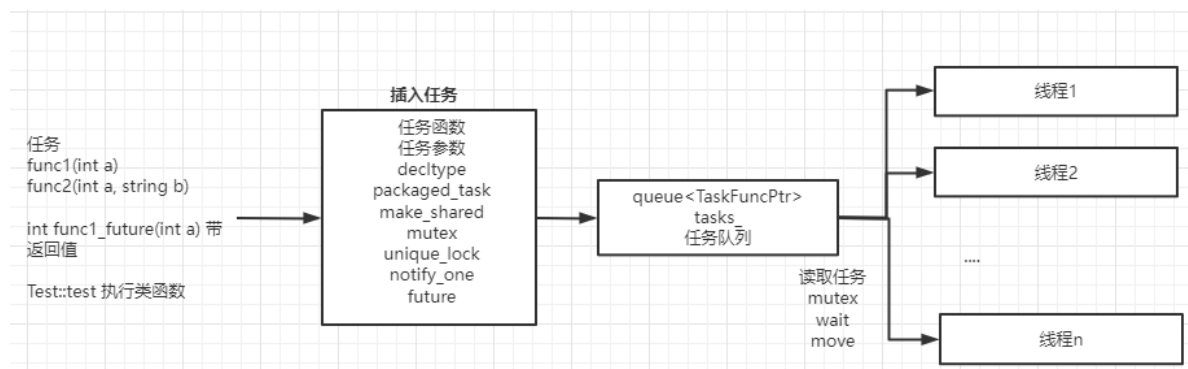 任务
func1(int a)
func2(int a, string b)
int func1_future(int a) 带
返回值
Test::test 执行类函数
插入任务
任务函数
任务参数
decltype
packaged_task
make_shared
mutex
unique_lock
notify_one
future
queue<TaskFuncPtr>
tasks_
任务队列
读取任务
mutex
wait
move
线程1
线程2
....
线程n